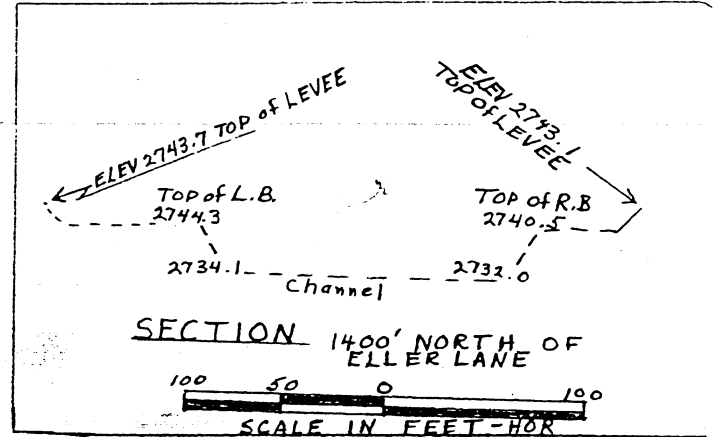 ELEV 2743.7 TOP of LEVEE
ELEV 2743.1
TOP of LEVEE
TOP of L.B.
2744.3
TOP of R.B
2740.5
2734.1
2732.0
Channel
SECTION 1400' NORTH OF
ELLER LANE
100 50 0 100
SCALE IN FEET-HOR